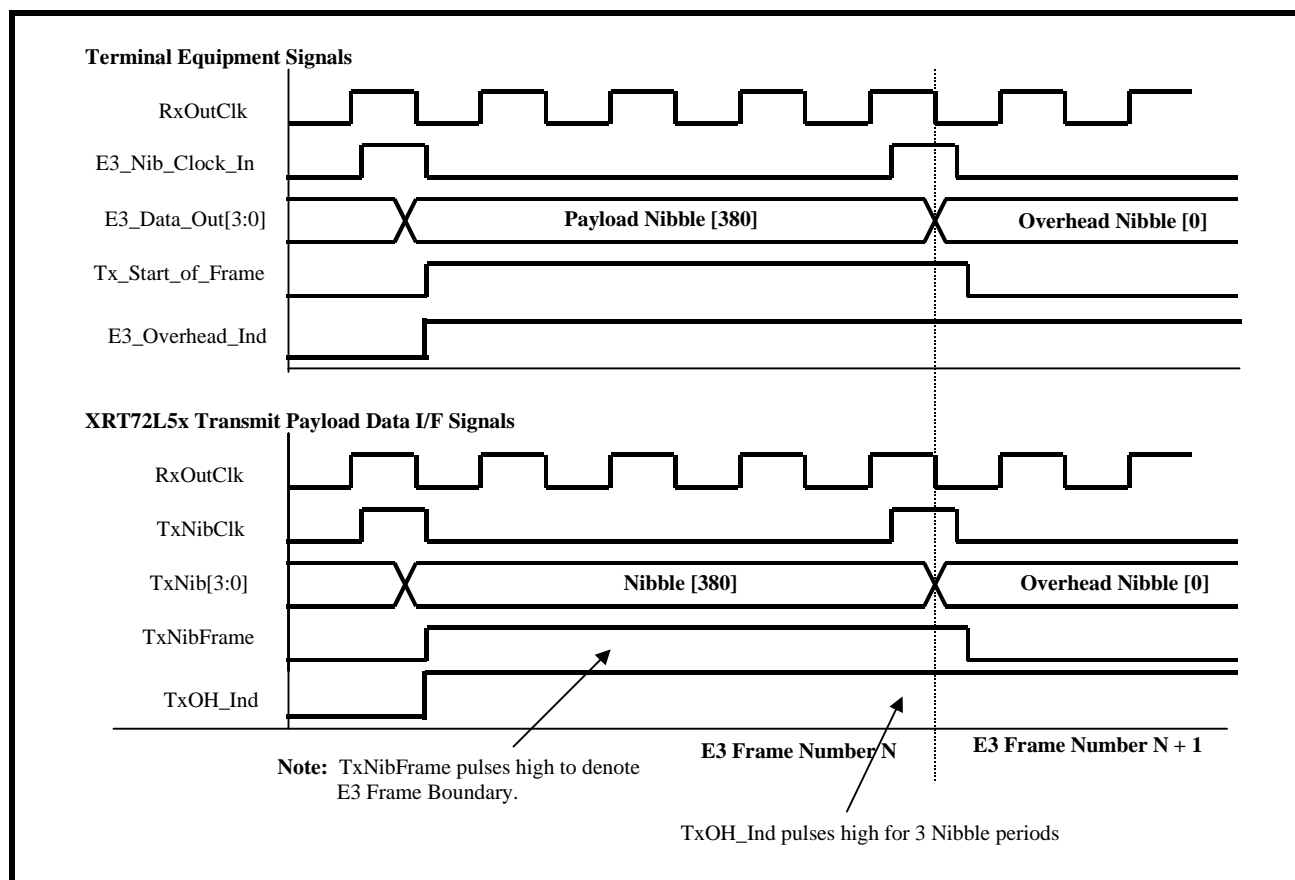 Terminal Equipment Signals
RxOutClk
E3_Nib_Clock_In
E3_Data_Out[3:0]
Payload Nibble [380]
Overhead Nibble [0]
Tx_Start_of_Frame
E3_Overhead_Ind
XRT72L5x Transmit Payload Data I/F Signals
RxOutClk
TxNibClk
TxNib[3:0]
Nibble [380]
Overhead Nibble [0]
TxNibFrame
TxOH_Ind
E3 Frame Number N
E3 Frame Number N + 1
Note: TxNibFrame pulses high to denote
E3 Frame Boundary.
TxOH_Ind pulses high for 3 Nibble periods